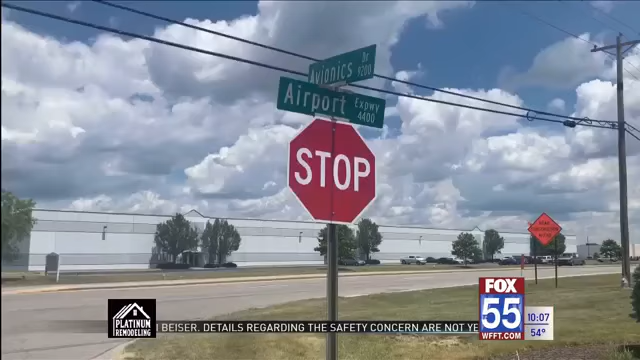 Avionics Dr
9200
Airport Expwy
4400
STOP
FOX
55
WFFT.COM
10:07
54°
PLATINUM
REMODELING
BEISER. DETAILS REGARDING THE SAFETY CONCERN ARE NOT YE